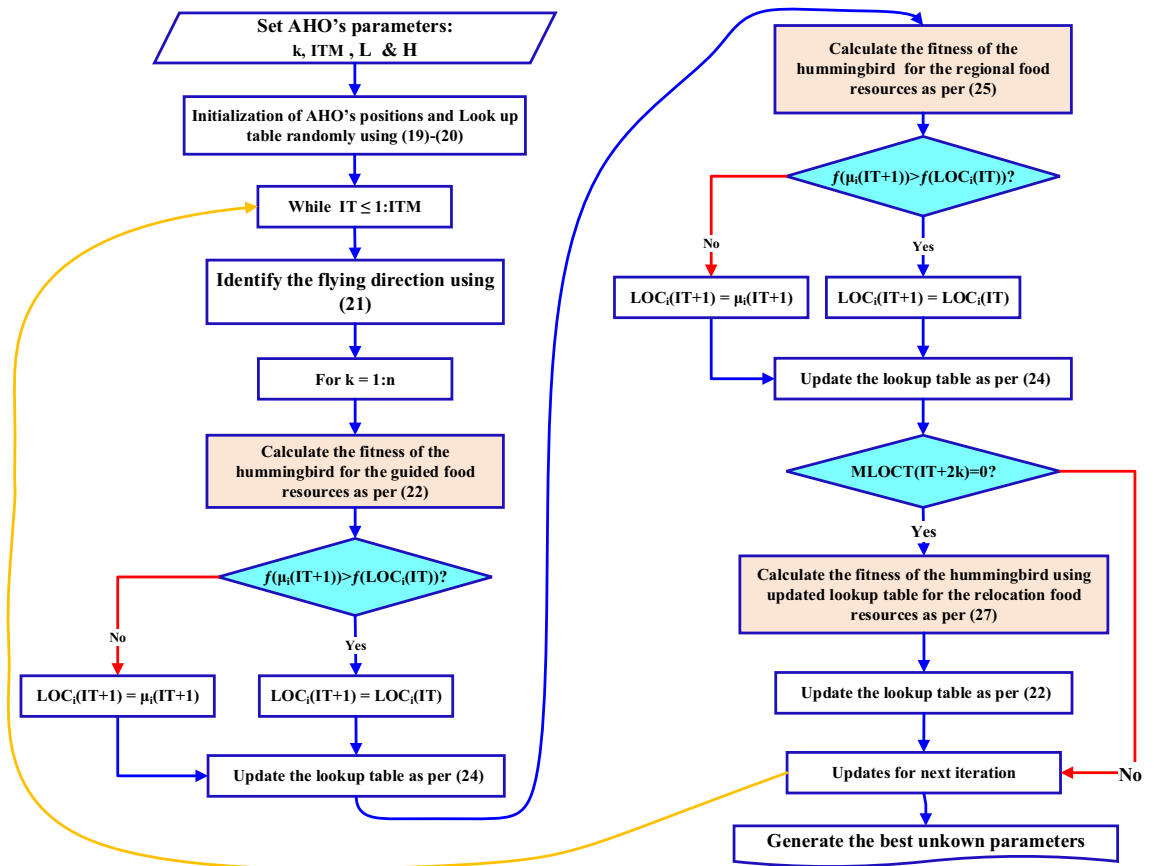 Set AHO's parameters:
k, ITM , L & H
Initialization of AHO's positions and Look up
table randomly using (19)-(20)
While IT ≤ 1:ITM
Identify the flying direction using
(21)
For k = 1:n
Calculate the fitness of the
hummingbird for the guided food
resources as per (22)
f(μi(IT+1))>f(LOCi(IT))?
No
Yes
LOCi(IT+1) = μi(IT+1)
LOCi(IT+1) = LOCi(IT)
Update the lookup table as per (24)
Calculate the fitness of the
hummingbird for the regional food
resources as per (25)
f(μi(IT+1))>f(LOCi(IT))?
No
Yes
LOCi(IT+1) = μi(IT+1)
LOCi(IT+1) = LOCi(IT)
Update the lookup table as per (24)
MLOCT(IT+2k)=0?
Yes
Calculate the fitness of the hummingbird using
updated lookup table for the relocation food
resources as per (27)
Update the lookup table as per (22)
Updates for next iteration
No
Generate the best unkown parameters